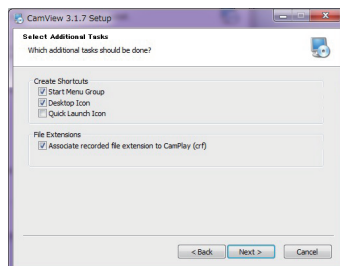 CamView 3.1.7 Setup
Select Additional Tasks
Which additional tasks should be done?
Create Shortcuts
Start Menu Group
Desktop Icon
Quick Launch Icon
File Extensions
Associate recorded file extension to CamPlay (crf)
< Back Next > Cancel